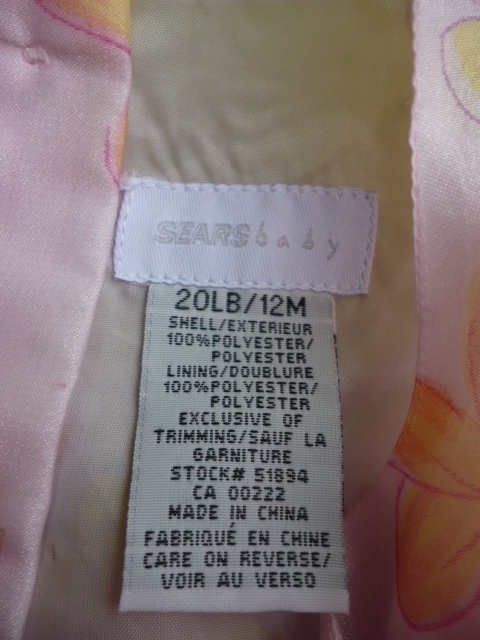 SEARS baby
20LB/12M
SHELL/EXTERIEUR
100%POLYESTER/
POLYESTER
LINING/DOUBLURE
100%POLYESTER/
POLYESTER
EXCLUSIVE OF
TRIMMING/SAUF LA
GARNITURE
STOCK# 51894
CA 00222
MADE IN CHINA
FABRIQUÉ EN CHINE
CARE ON REVERSE/
VOIR AU VERSO